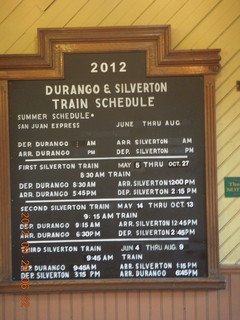 2012
DURANGO & SILVERTON
TRAIN SCHEDULE
SUMMER SCHEDULE
SAN JUAN EXPRESS JUNE THRU AUG
DEP. DURANGO AM ARR. SILVERTON AM
ARR. DURANGO PM DEP. SILVERTON PM
FIRST SILVERTON TRAIN MAY 5 THRU OCT. 27
8:30 AM TRAIN
DEP. DURANGO 8:30 AM ARR. SILVERTON 12:00 PM
ARR. DURANGO 5:45 PM DEP. SILVERTON 2:15 PM
SECOND SILVERTON TRAIN MAY 14 THRU OCT 13
9:15 AM TRAIN
DEP. DURANGO 9:15 AM ARR. SILVERTON 12:45 PM
ARR. DURANGO 6:30 PM DEP. SILVERTON 2:45 PM
THIRD SILVERTON TRAIN JUN 4 THRU AUG. 9
9:45 AM TRAIN
DEP. DURANGO 9:45 AM ARR. SILVERTON 1:15 PM
DEP. SILVERTON 3:15 PM ARR. DURANGO 6:45 PM